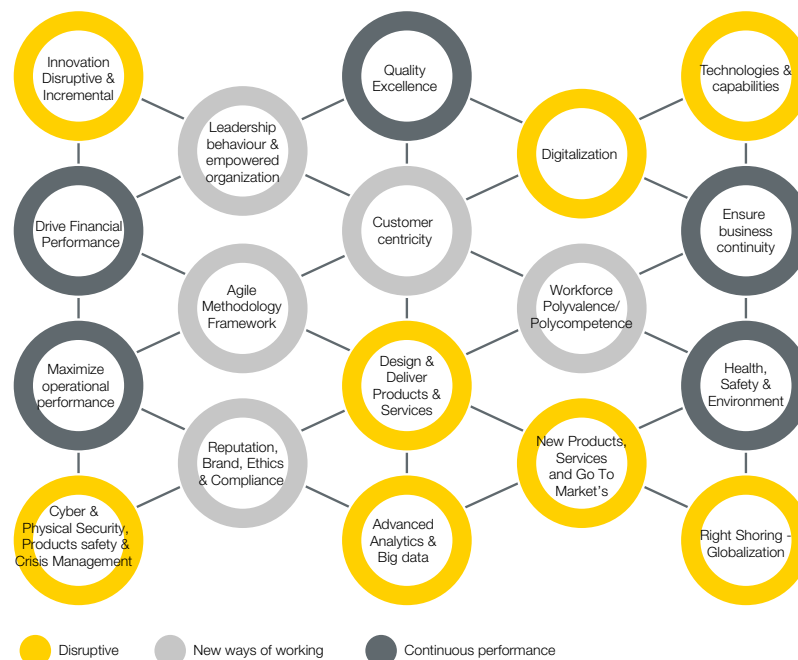 Innovation
Disruptive &
Incremental
Quality
Excellence
Technologies &
capabilities
Leadership
behaviour &
empowered
organization
Digitalization
Drive Financial
Performance
Customer
centricity
Ensure
business
continuity
Agile
Methodology
Framework
Workforce
Polyvalence/
Polycompetence
Maximize
operational
performance
Design &
Deliver
Products &
Services
Health,
Safety &
Environment
Reputation,
Brand, Ethics
& Compliance
New Products,
Services
and Go To
Market's
Cyber &
Physical Security,
Products safety &
Crisis Management
Advanced
Analytics &
Big data
Right Shoring -
Globalization
Disruptive
New ways of working
Continuous performance